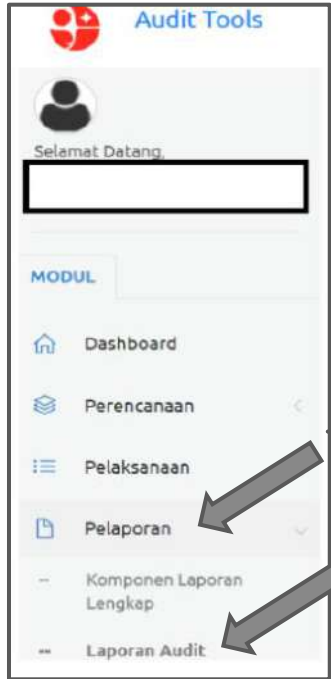 Audit Tools
Selamat Datang,
MODUL
Dashboard
Perencanaan
Pelaksanaan
Pelaporan
Komponen Laporan
Lengkap
Laporan Audit